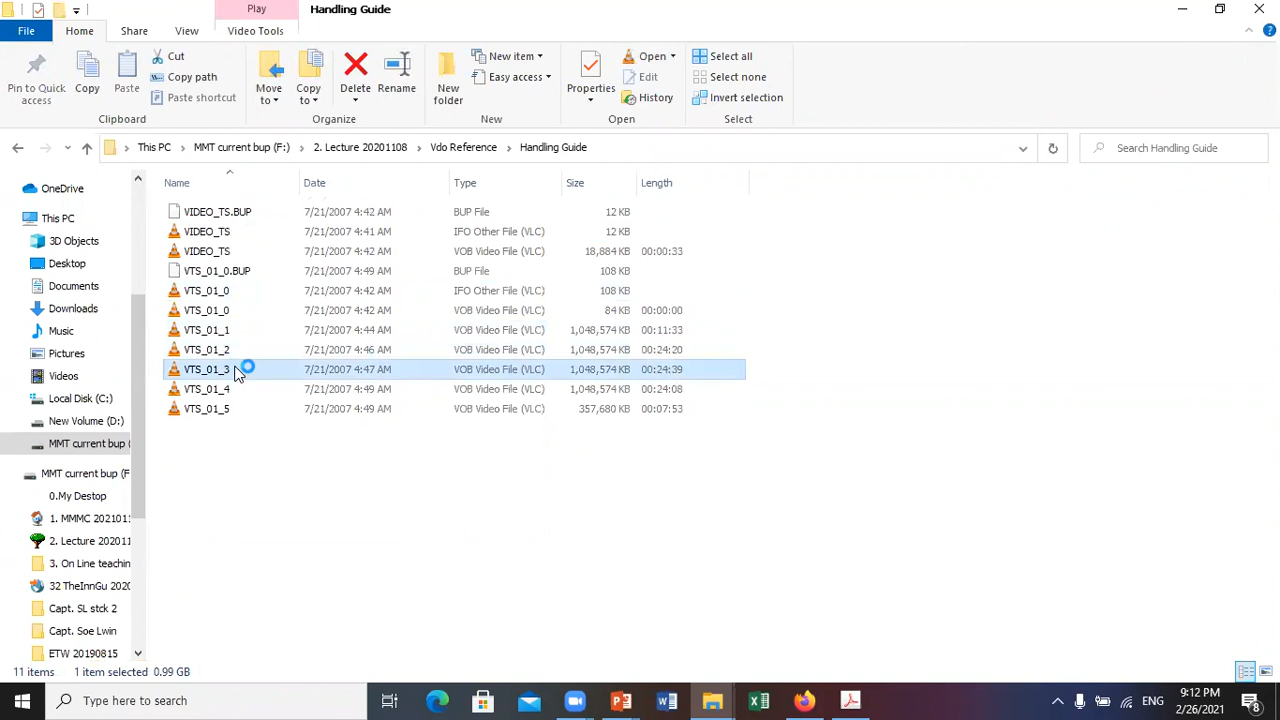 Play
Handling Guide
File
Home
Share
View
Video Tools
Pin to Quick access
Copy
Paste
Cut
Copy path
Paste shortcut
Clipboard
Move to
Copy to
Delete
Rename
Organize
New folder
New item
Easy access
New
Properties
Open
Edit
History
Open
Select all
Select none
Invert selection
Select
This PC
MMT current bup (F:)
2. Lecture 20201108
Vdo Reference
Handling Guide
Search Handling Guide
Name Date Type Size Length
VIDEO_TS.BUP 7/21/2007 4:42 AM BUP File 12 KB
VIDEO_TS 7/21/2007 4:41 AM IFO Other File (VLC) 12 KB
VIDEO_TS 7/21/2007 4:42 AM VOB Video File (VLC) 18,884 KB 00:00:33
VTS_01_0.BUP 7/21/2007 4:49 AM BUP File 108 KB
VTS_01_0 7/21/2007 4:42 AM IFO Other File (VLC) 108 KB
VTS_01_0 7/21/2007 4:42 AM VOB Video File (VLC) 84 KB 00:00:00
VTS_01_1 7/21/2007 4:44 AM VOB Video File (VLC) 1,048,574 KB 00:11:33
VTS_01_2 7/21/2007 4:46 AM VOB Video File (VLC) 1,048,574 KB 00:24:20
VTS_01_3 7/21/2007 4:47 AM VOB Video File (VLC) 1,048,574 KB 00:24:39
VTS_01_4 7/21/2007 4:49 AM VOB Video File (VLC) 1,048,574 KB 00:24:08
VTS_01_5 7/21/2007 4:49 AM VOB Video File (VLC) 357,680 KB 00:07:53
OneDrive
This PC
3D Objects
Desktop
Documents
Downloads
Music
Pictures
Videos
Local Disk (C:)
New Volume (D:)
MMT current bup (
MMT current bup (F
0.My Destop
1. MMMC 2021011
2. Lecture 2020110
3. On Line teachin
32 TheInnGu 2020
Capt. SL stck 2
Capt. Soe Lwin
ETW 20190815
11 items 1 item selected 0.99 GB
Type here to search
ENG
9:12 PM
2/26/2021
8